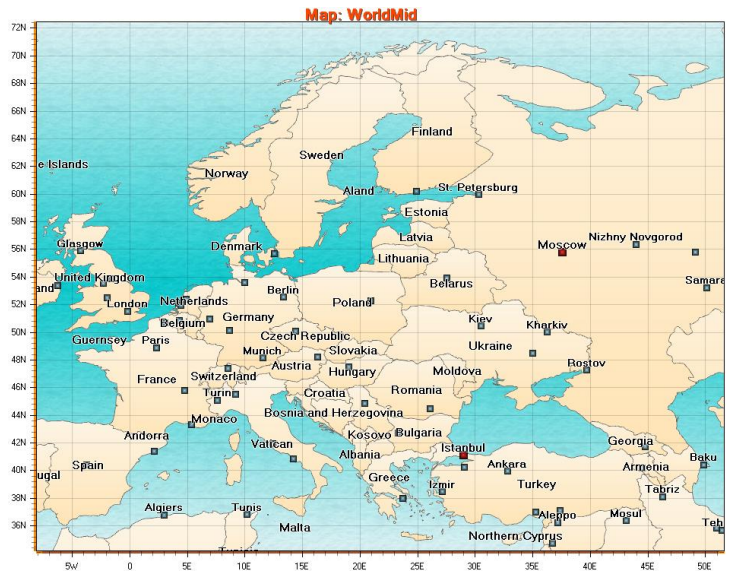 Map: WorldMid
72N
70N
68N
66N
64N
Finland
Sweden
62N
e Islands
Norway
60N
Aland
St. Petersburg
58N
Estonia
Glasgow
Denmark
Latvia
Moscow
Nizhny Novgorod
56N
Lithuania
54N
and
United Kingdom
Berlin
Belarus
Samara
London
Netherlands
Poland
52N
Belgium
Germany
Kiev
Kharkiv
50N
Guernsey
Paris
Czech Republic
Munich
Slovakia
Ukraine
48N
Austria
Hungary
Moldova
Rostov
France
Switzerland
46N
Turin
Croatia
Romania
44N
Monaco
Bosnia and Herzegovina
Andorra
Vatican
Kosovo
Bulgaria
Georgia
42N
Albania
Istanbul
Baku
Spain
Ankara
Armenia
40N
ugal
Greece
Izmir
Turkey
Tabriz
38N
Algiers
Tunis
Aleppo
Mosul
Teh
36N
Malta
Northern Cyprus
Tunisia
5W
0
5E
10E
15E
20E
25E
30E
35E
40E
45E
50E